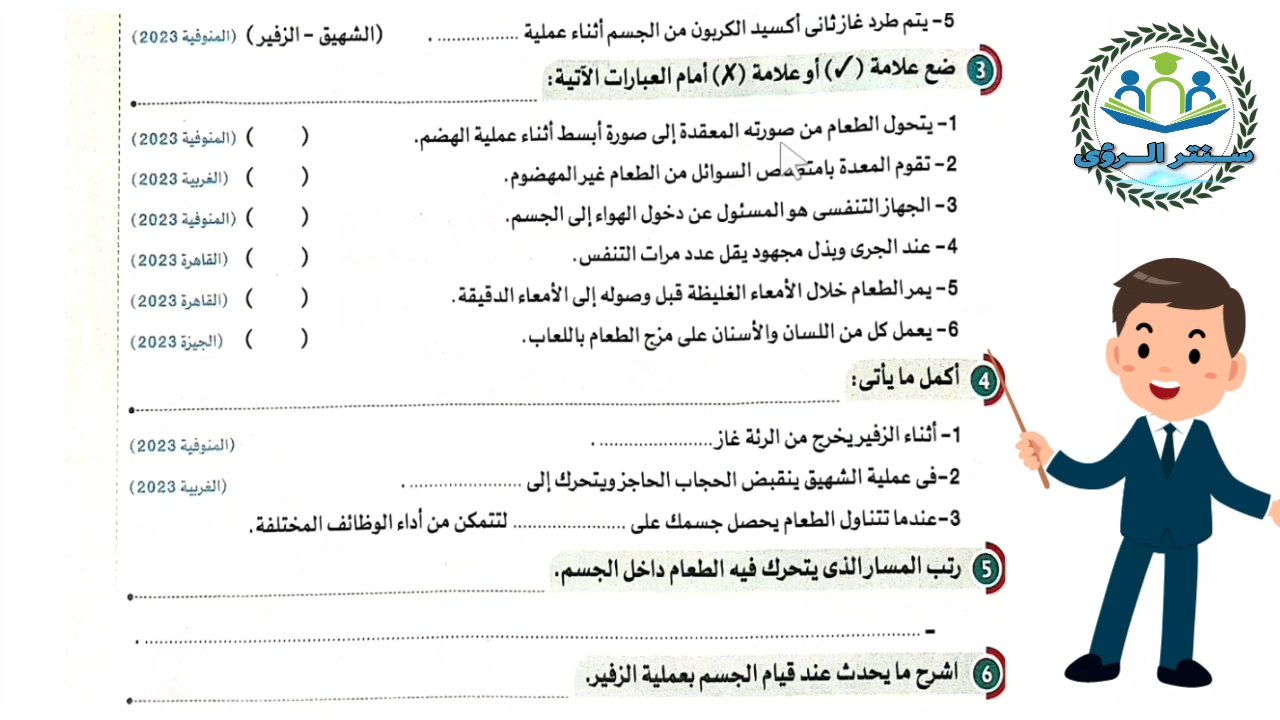 5- يتم طرد غاز ثانى أكسيد الكربون من الجسم أثناء عملية ................ . (الشهيق - الزفير) (المنوفية 2023)
3 ضع علامة (✓) أو علامة (✗) أمام العبارات الآتية:
1- يتحول الطعام من صورته المعقدة إلى صورة أبسط أثناء عملية الهضم. ( ) (المنوفية 2023)
2- تقوم المعدة بامتصاص السوائل من الطعام غير المهضوم. ( ) (الغربية 2023)
3- الجهاز التنفسى هو المسئول عن دخول الهواء إلى الجسم. ( ) (المنوفية 2023)
4- عند الجرى وبذل مجهود يقل عدد مرات التنفس. ( ) (القاهرة 2023)
5- يمر الطعام خلال الأمعاء الغليظة قبل وصوله إلى الأمعاء الدقيقة. ( ) (القاهرة 2023)
6- يعمل كل من اللسان والأسنان على مزج الطعام باللعاب. ( ) (الجيزة 2023)
4 أكمل ما يأتى:
1- أثناء الزفير يخرج من الرئة غاز ...................... . (المنوفية 2023)
2- فى عملية الشهيق ينقبض الحجاب الحاجز ويتحرك إلى ...................... . (الغربية 2023)
3- عندما تتناول الطعام يحصل جسمك على ...................... لتتمكن من أداء الوظائف المختلفة.
5 رتب المسار الذى يتحرك فيه الطعام داخل الجسم.
6 اشرح ما يحدث عند قيام الجسم بعملية الزفير.
سنتر الرؤى